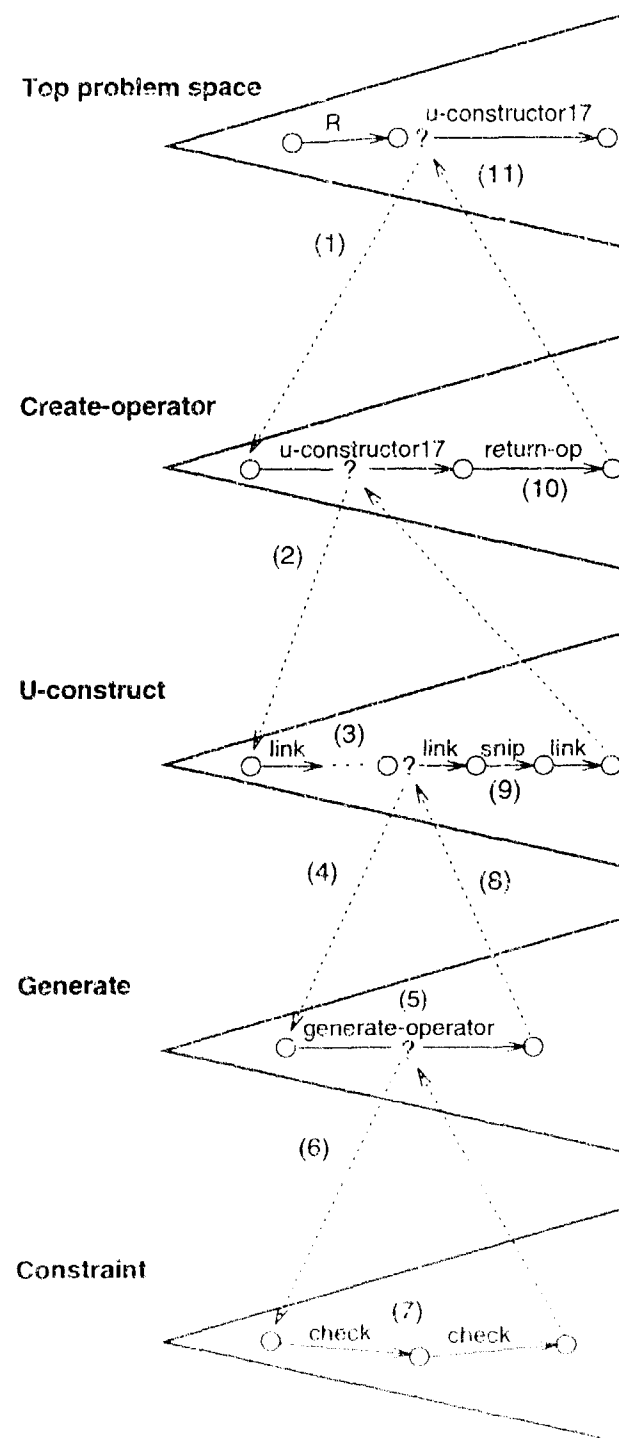 Top problem space
R
?
u-constructor17
(11)
(1)
Create-operator
u-constructor17
?
return-op
(10)
(2)
U-construct
link
(3)
?
link
snip
link
(9)
(4)
(8)
Generate
(5)
generate-operator
?
(6)
Constraint
(7)
check
check